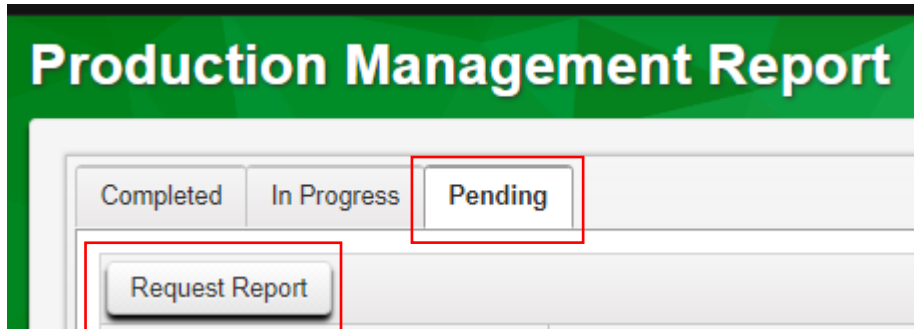 Production Management Report
Completed In Progress Pending
Request Report